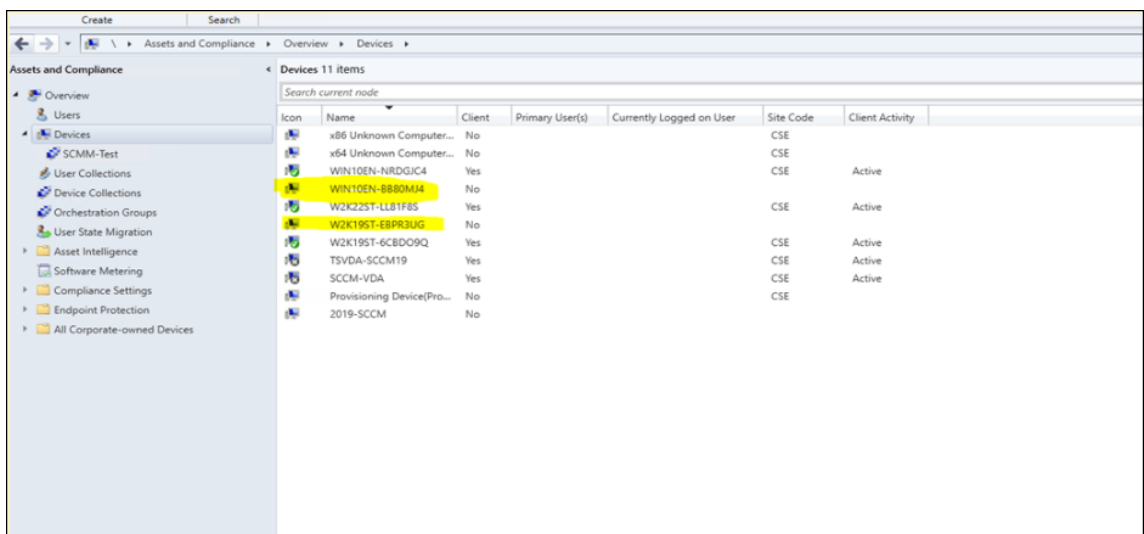 Create Search
\ Assets and Compliance Overview Devices
Assets and Compliance
Overview
Users
Devices
SCMM-Test
User Collections
Device Collections
Orchestration Groups
User State Migration
Asset Intelligence
Software Metering
Compliance Settings
Endpoint Protection
All Corporate-owned Devices
Devices 11 items
Search current node
Icon Name Client Primary User(s) Currently Logged on User Site Code Client Activity
x86 Unknown Computer... No CSE
x64 Unknown Computer... No CSE
WIN10EN-NRDGJC4 Yes CSE Active
WIN10EN-BB80MJ4 No
W2K22ST-LL81F8S Yes CSE Active
W2K19ST-EBPR3UG No
W2K19ST-6CBDO9Q Yes CSE Active
TSVDA-SCCM19 Yes CSE Active
SCCM-VDA Yes CSE Active
Provisioning Device(Pro... No CSE
2019-SCCM No